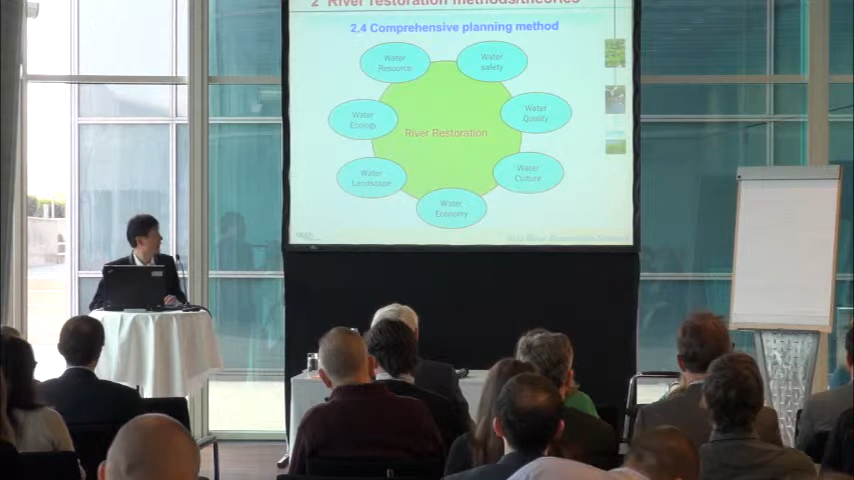 2 River restoration methods/theories
2.4 Comprehensive planning method
Water
Resource
Water
safety
Water
Ecology
Water
Quality
River Restoration
Water
Landscape
Water
Culture
Water
Economy